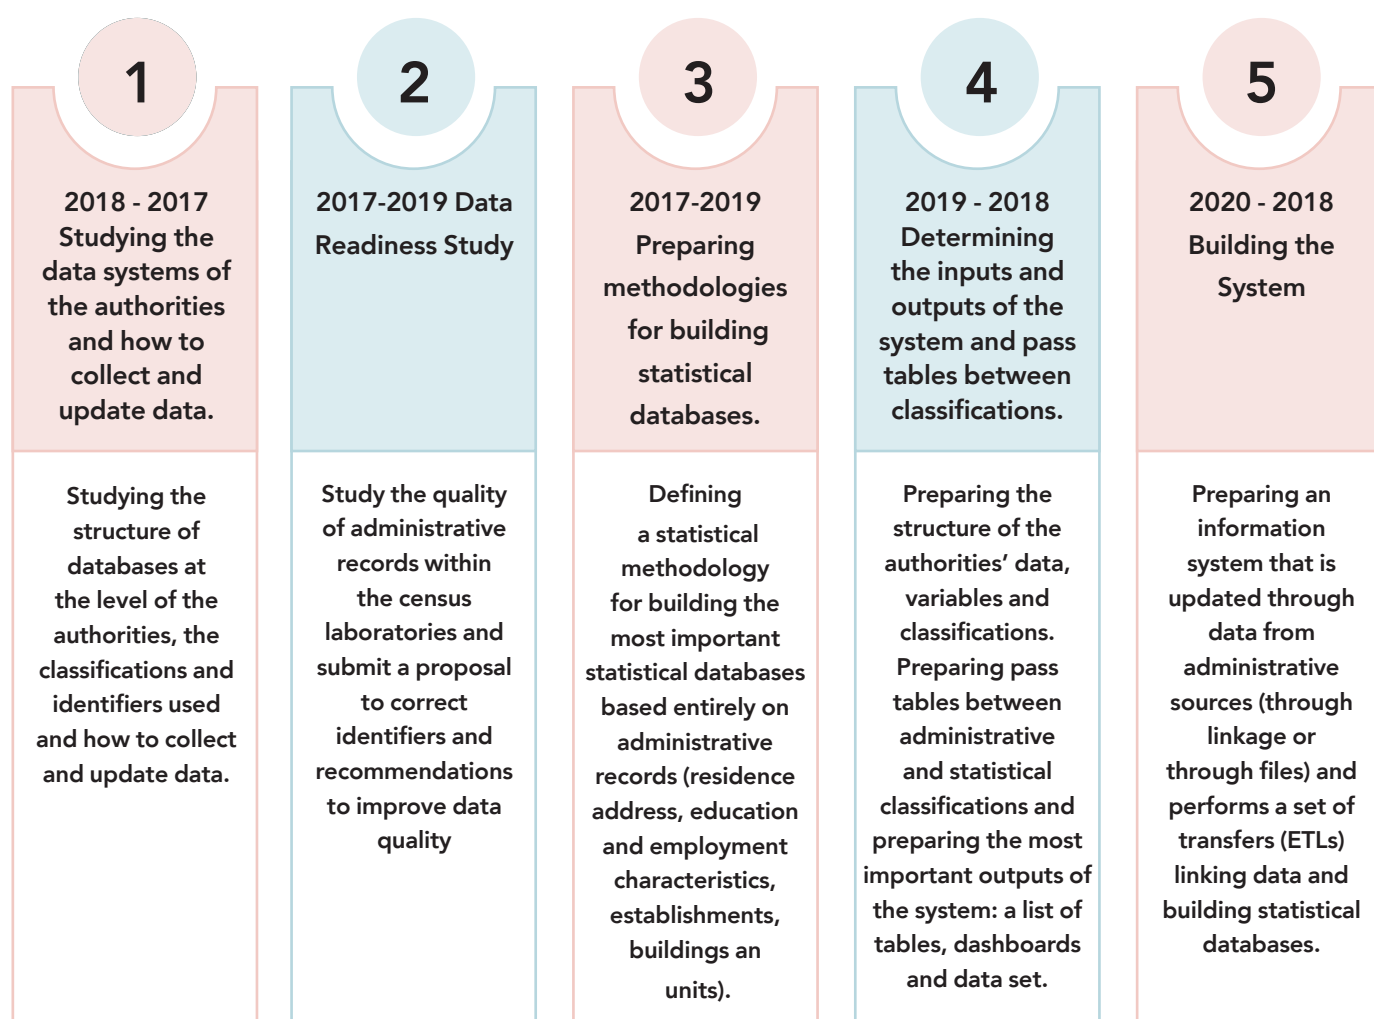 1
2018 - 2017
Studying the
data systems of
the authorities
and how to
collect and
update data.
Studying the
structure of
databases at
the level of the
authorities, the
classifications and
identifiers used
and how to collect
and update data.
2
2017-2019 Data
Readiness Study
Study the quality
of administrative
records within
the census
laboratories and
submit a proposal
to correct
identifiers and
recommendations
to improve data
quality
3
2017-2019
Preparing
methodologies
for building
statistical
databases.
Defining
a statistical
methodology
for building the
most important
statistical databases
based entirely on
administrative
records (residence
address, education
and employment
characteristics,
establishments,
buildings an
units).
4
2019 - 2018
Determining
the inputs and
outputs of the
system and pass
tables between
classifications.
Preparing the
structure of the
authorities’ data,
variables and
classifications.
Preparing pass
tables between
administrative
and statistical
classifications and
preparing the most
important outputs of
the system: a list of
tables, dashboards
and data set.
5
2020 - 2018
Building the
System
Preparing an
information
system that is
updated through
data from
administrative
sources (through
linkage or
through files) and
performs a set of
transfers (ETLs)
linking data and
building statistical
databases.